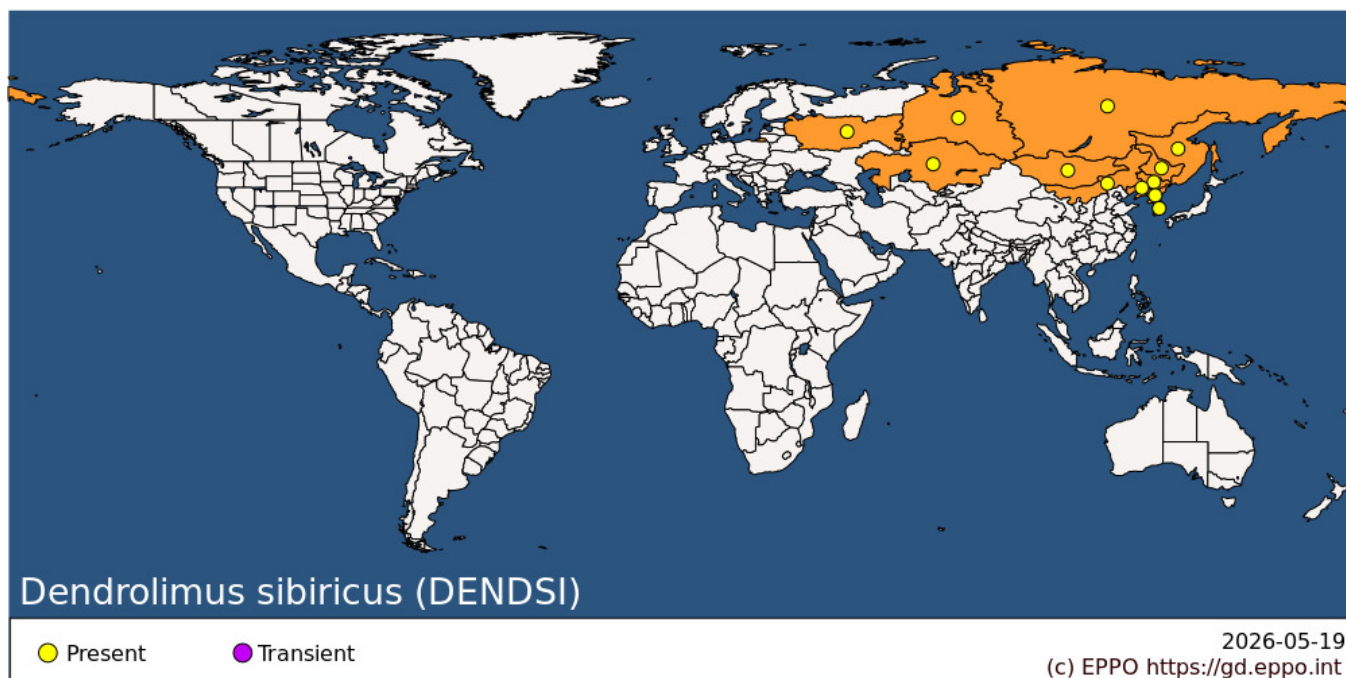 Dendrolimus sibiricus (DENDSI)
Present
Transient
2026-05-19
(c) EPPO https://gd.eppo.int